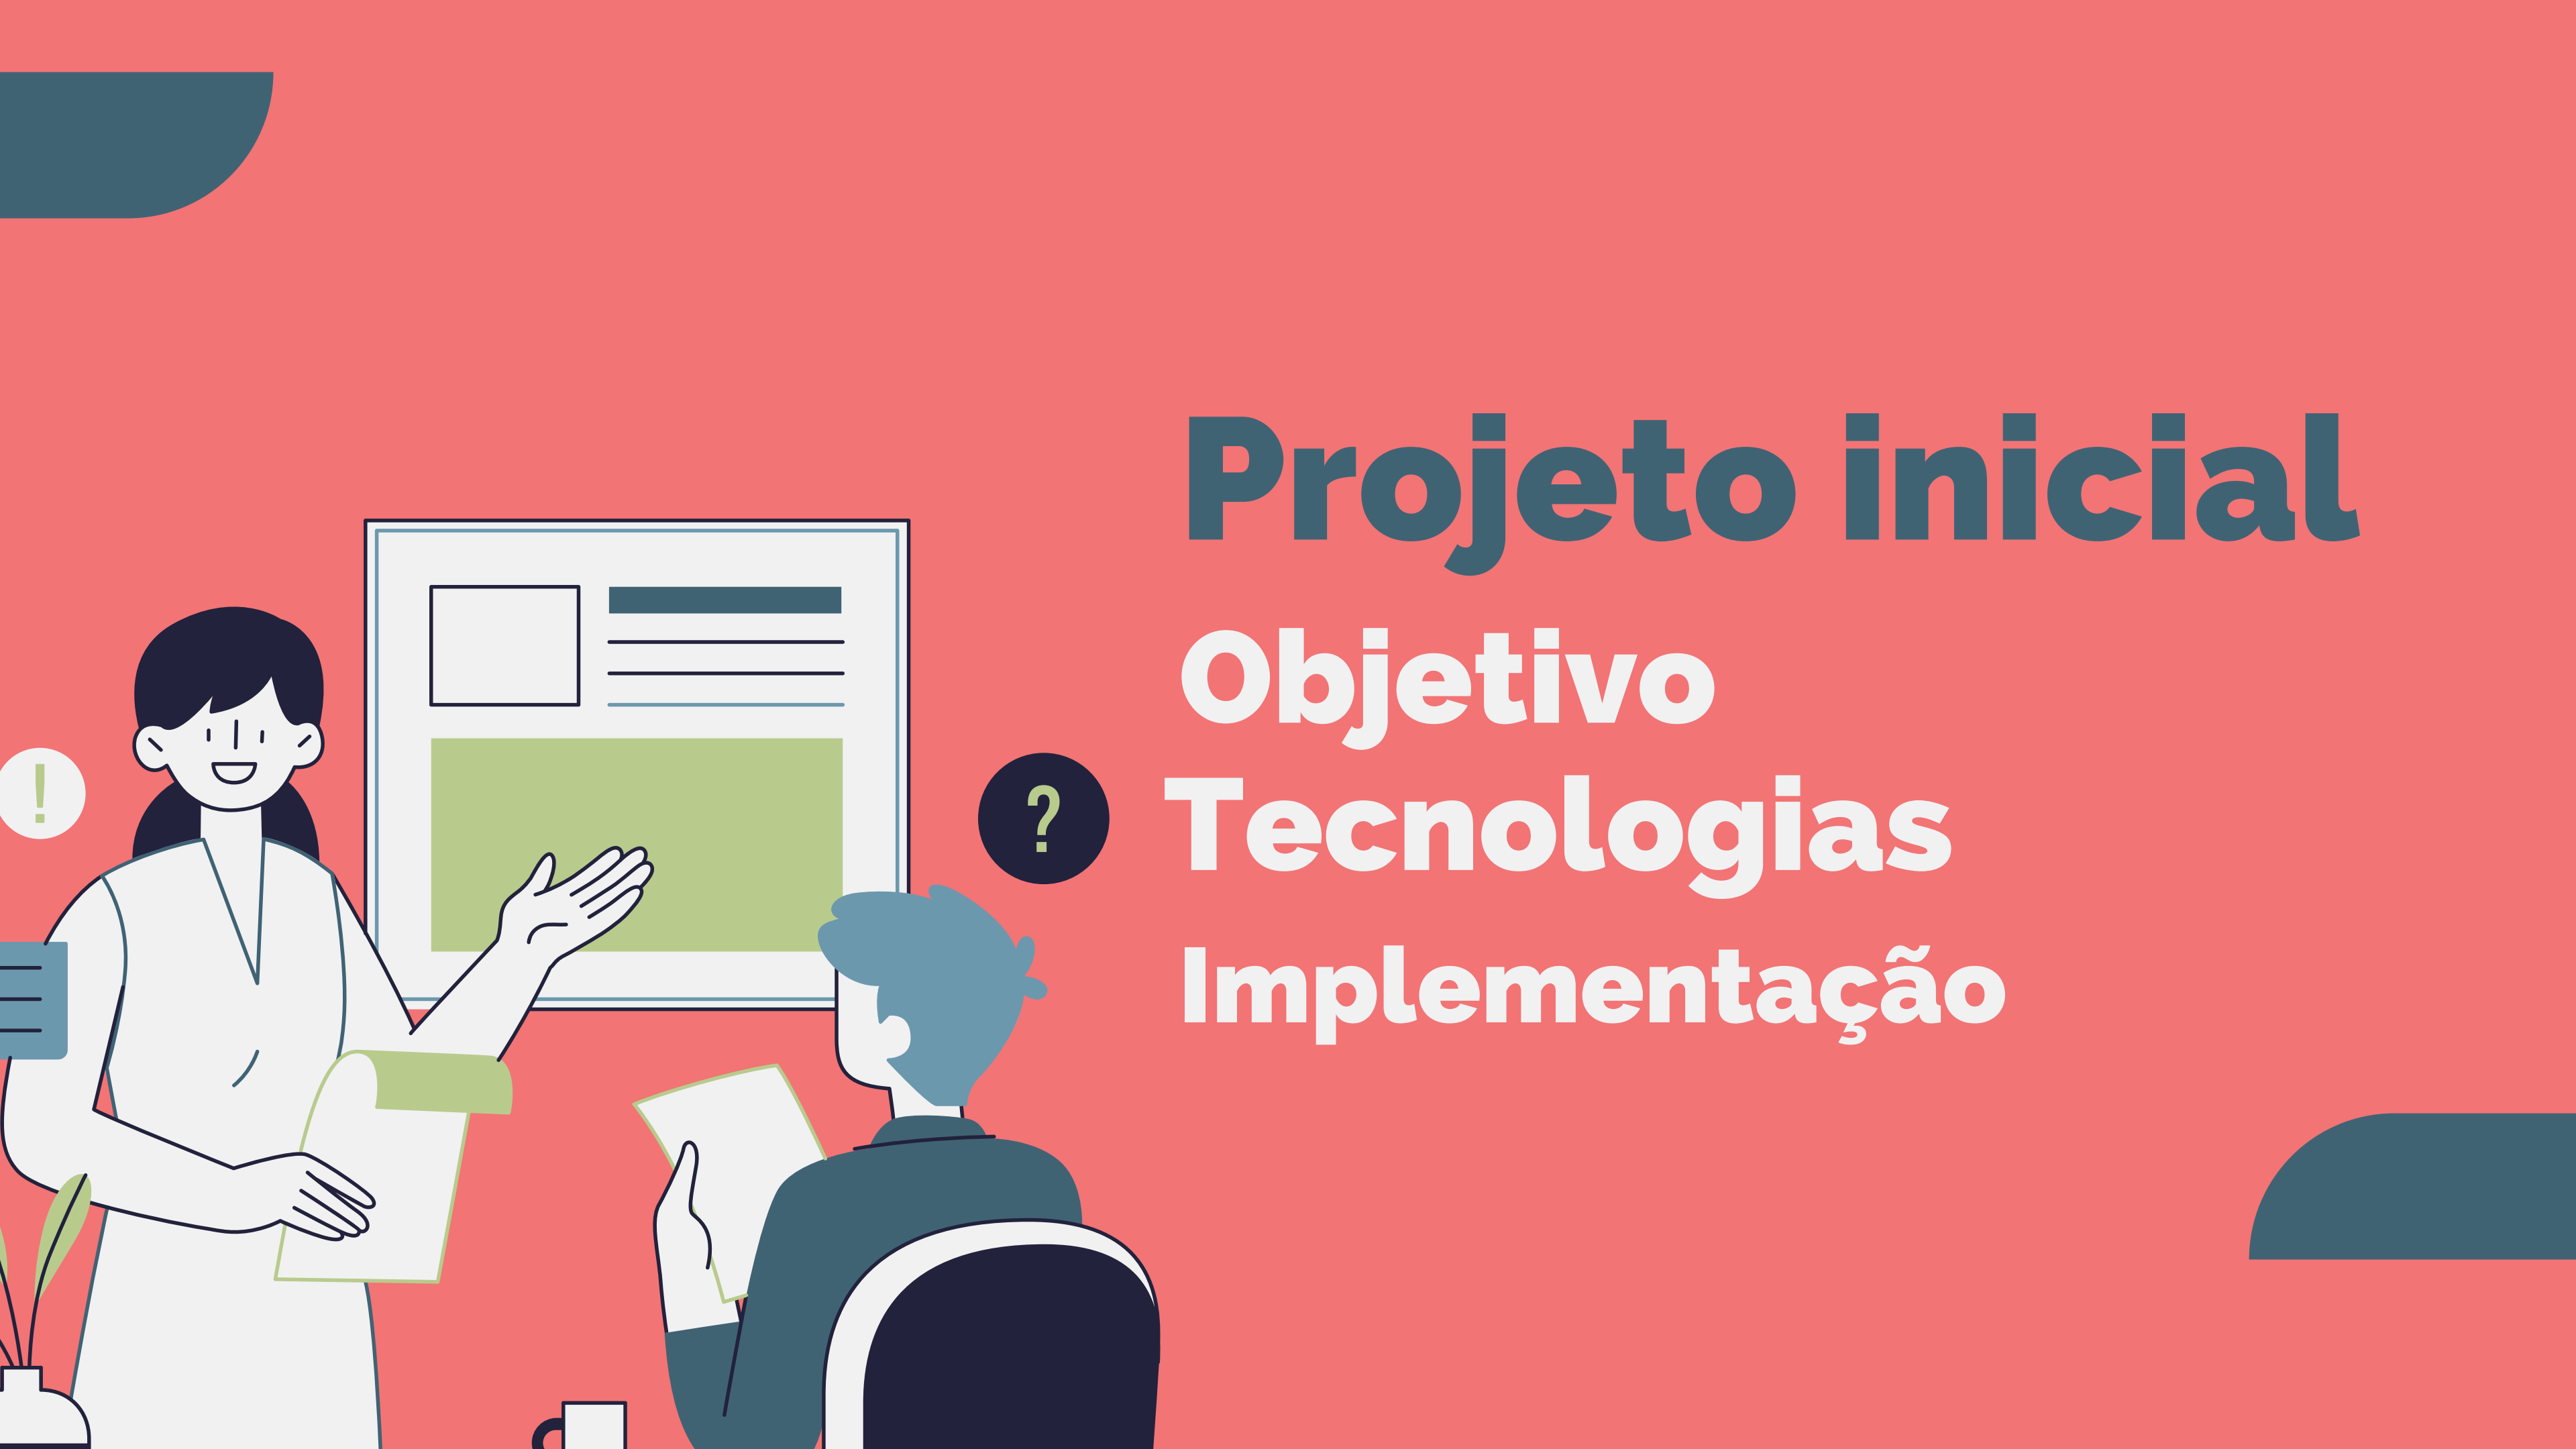 Projeto inicial
Objetivo
Tecnologias
Implementação
!
?